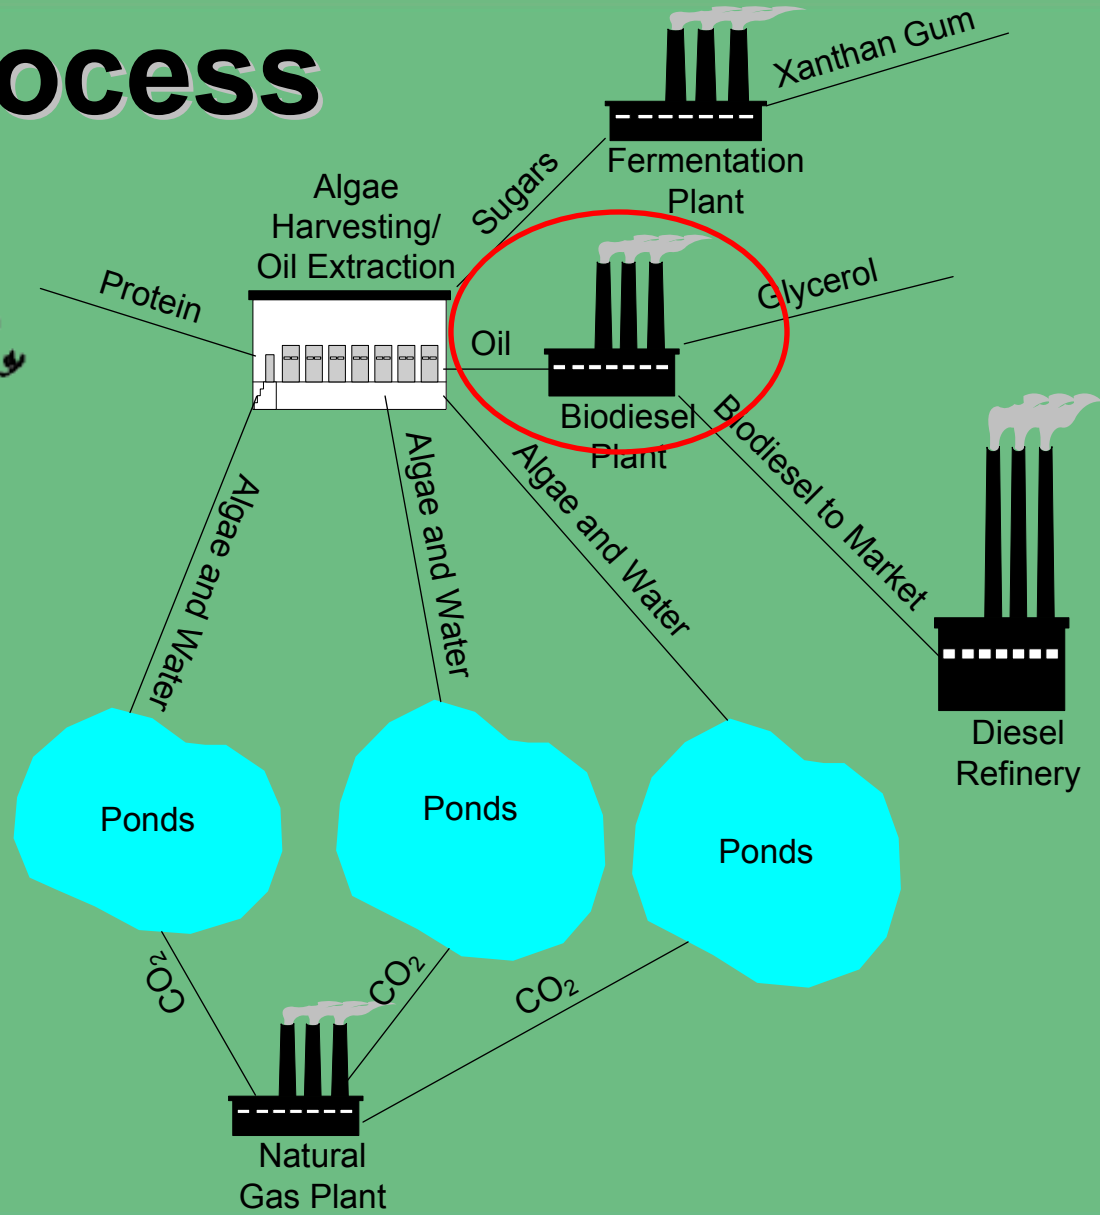 ocess
Xanthan Gum
Fermentation
Plant
Sugars
Algae
Harvesting/
Oil Extraction
Protein
Oil
Glycerol
Biodiesel
Plant
Biodiesel to Market
Algae and Water
Algae and Water
Algae and Water
Diesel
Refinery
Ponds
Ponds
Ponds
CO₂
CO₂
CO₂
Natural
Gas Plant